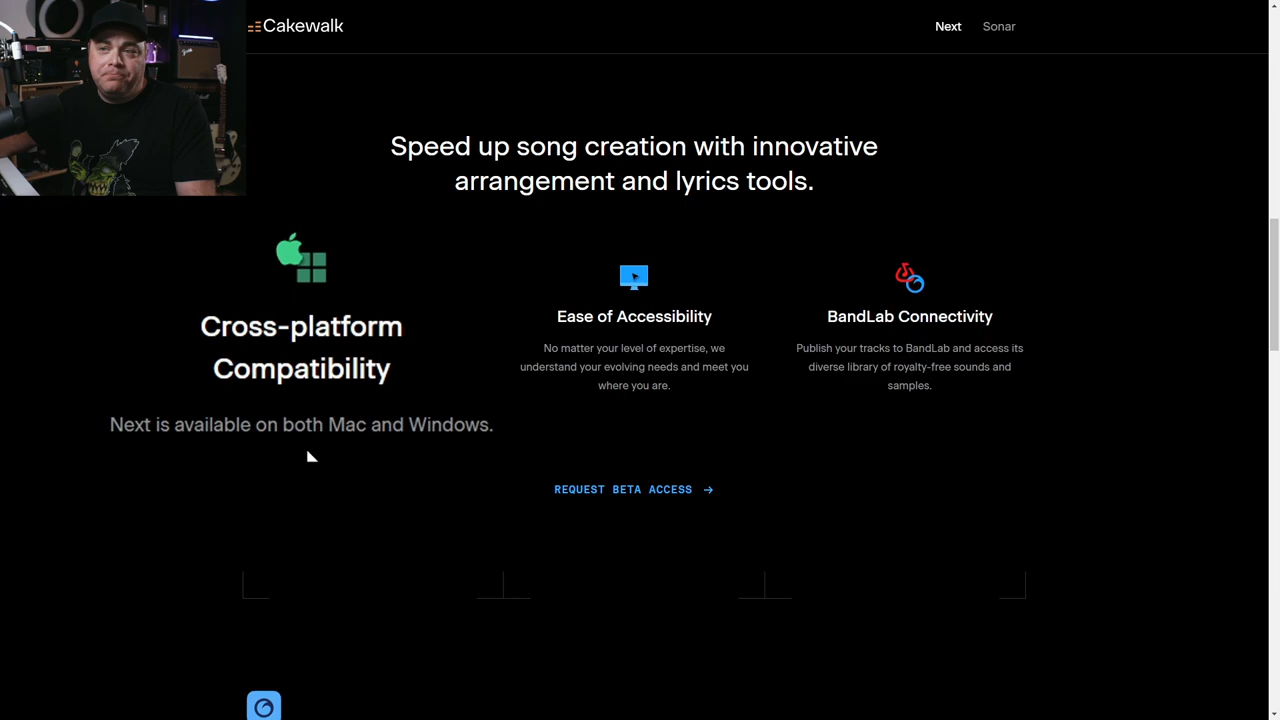 Cakewalk
Next
Sonar
Speed up song creation with innovative
arrangement and lyrics tools.
Cross-platform
Compatibility
Next is available on both Mac and Windows.
Ease of Accessibility
No matter your level of expertise, we
understand your evolving needs and meet you
where you are.
BandLab Connectivity
Publish your tracks to BandLab and access its
diverse library of royalty-free sounds and
samples.
REQUEST BETA ACCESS →